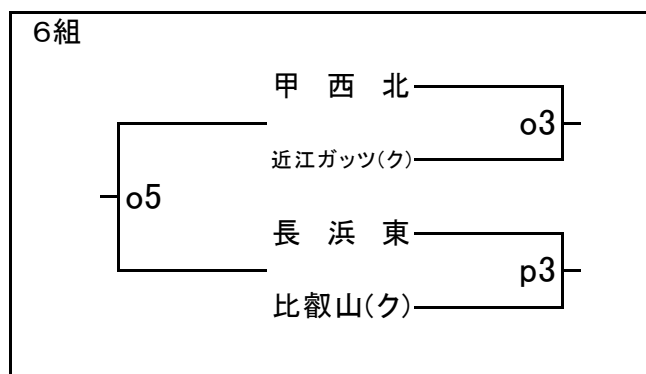 6組
甲 西 北
o3
近江ガッツ(ク)
o5
長 浜 東
p3
比叡山(ク)